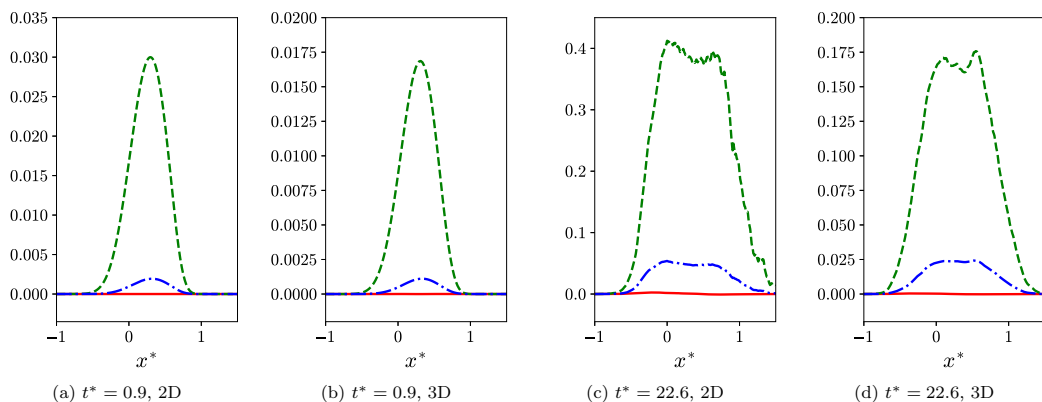 0.035
0.030
0.025
0.020
0.015
0.010
0.005
0.000
−1 0 1
x*
(a) t* = 0.9, 2D
0.0200
0.0175
0.0150
0.0125
0.0100
0.0075
0.0050
0.0025
0.0000
−1 0 1
x*
(b) t* = 0.9, 3D
0.4
0.3
0.2
0.1
0.0
−1 0 1
x*
(c) t* = 22.6, 2D
0.200
0.175
0.150
0.125
0.100
0.075
0.050
0.025
0.000
−1 0 1
x*
(d) t* = 22.6, 3D